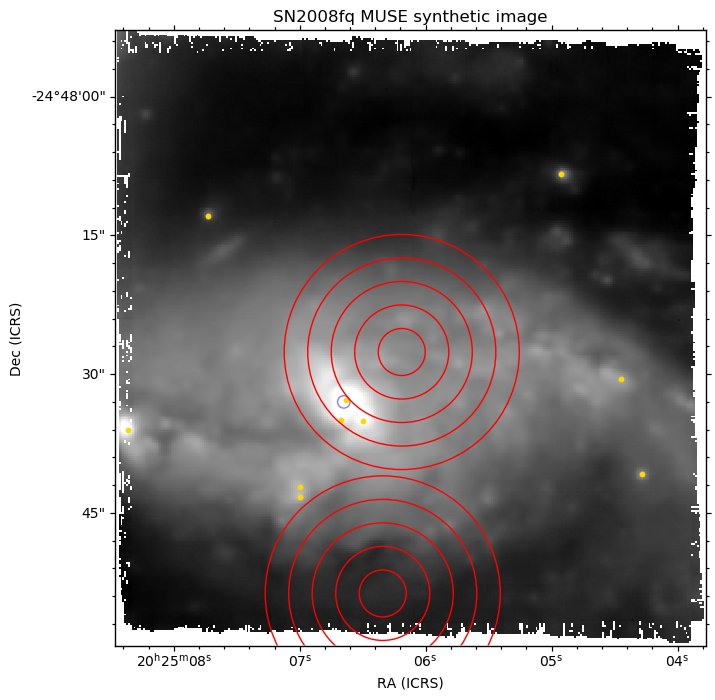 SN2008fq MUSE synthetic image
-24°48'00"
15"
30"
45"
Dec (ICRS)
20ʰ25ᵐ08ˢ 07ˢ 06ˢ 05ˢ 04ˢ
RA (ICRS)